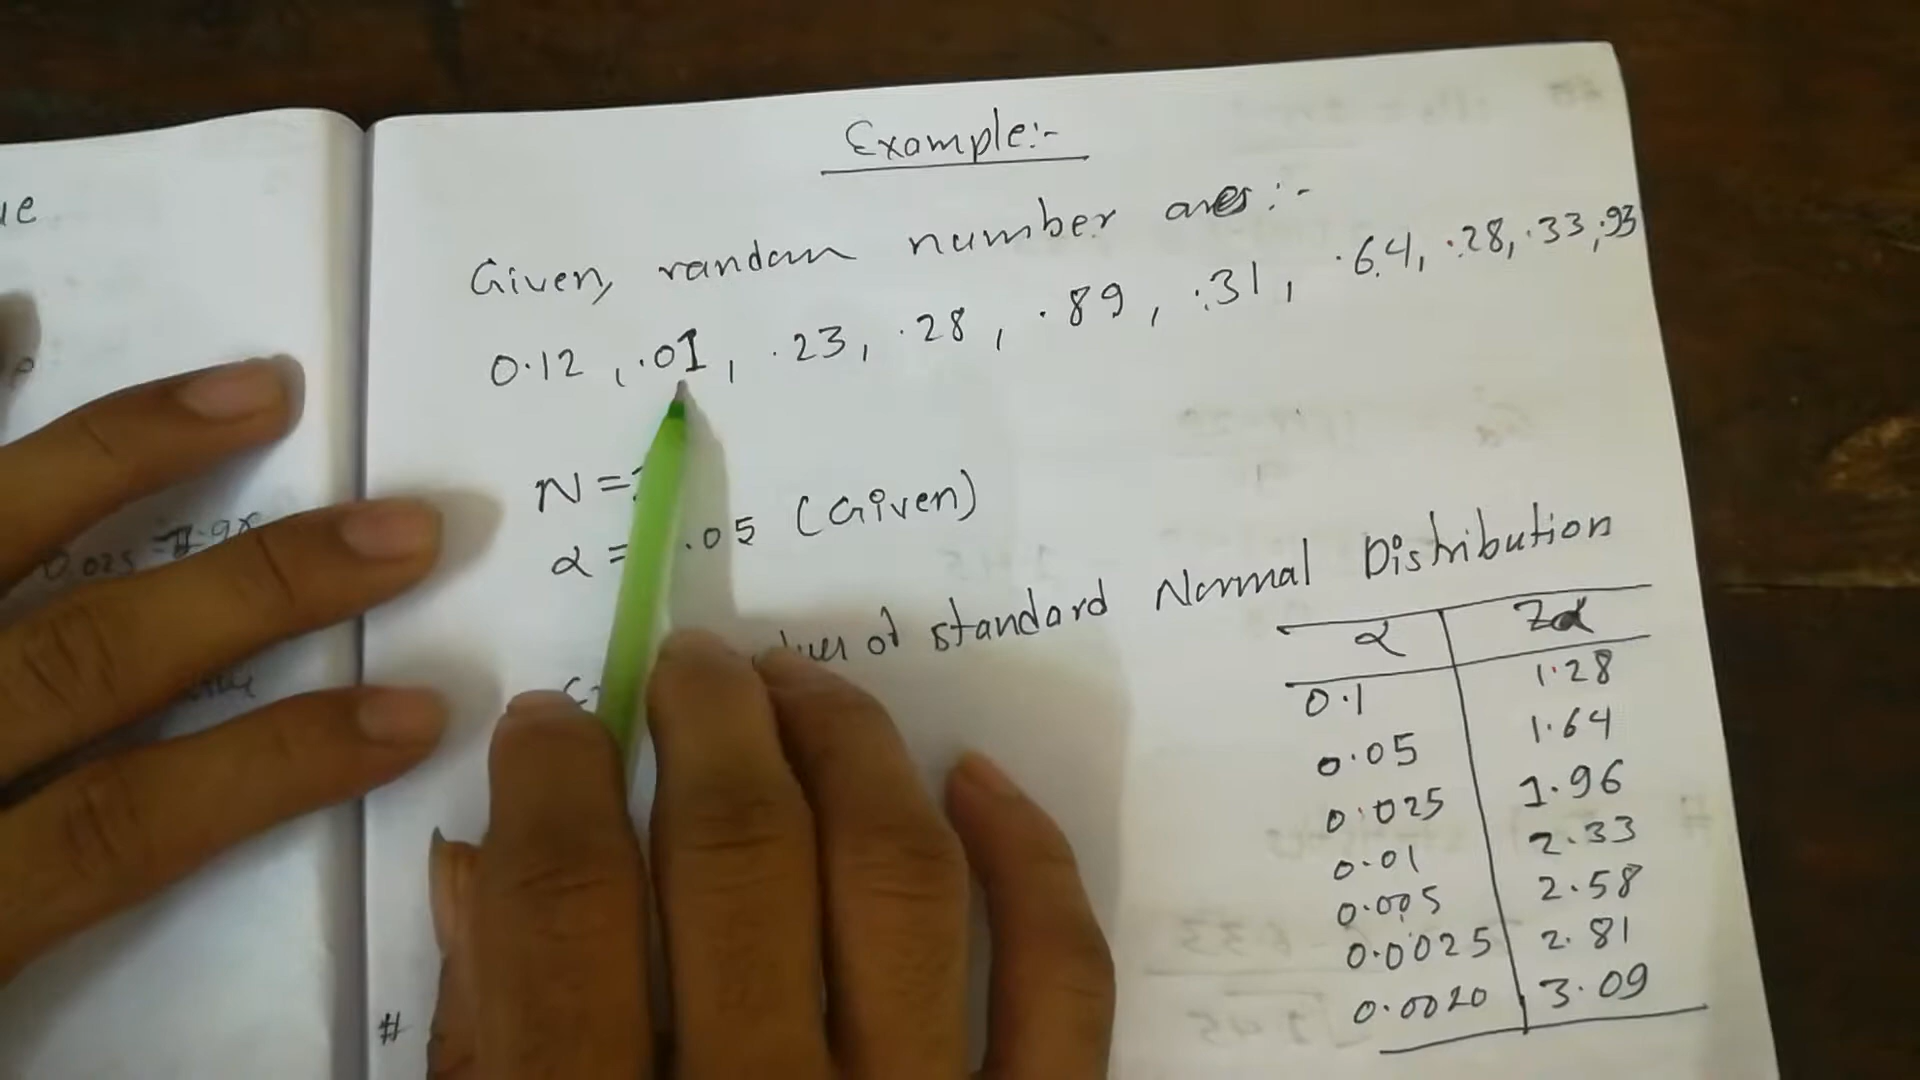 Example:-
Given, random number ares:-
0.12, .01, .23, .28, .89, .31, .64, .28, .33, .93
N =
α = .05 (Given)
of standard Normal Distribution
α Zα
0.1 1.28
0.05 1.64
0.025 1.96
0.01 2.33
0.005 2.58
0.0025 2.81
0.0020 3.09
#